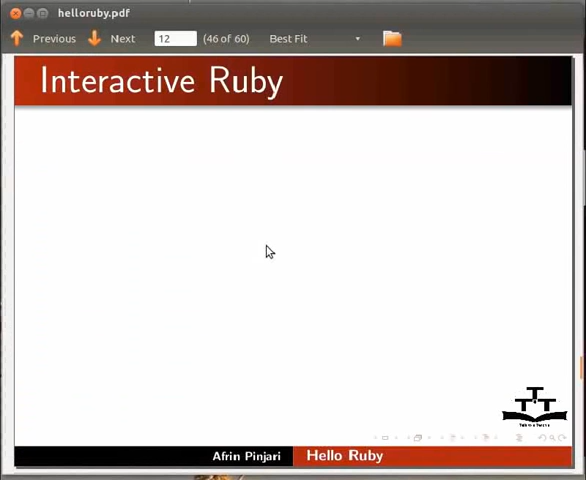 helloruby.pdf
Previous Next 12 (46 of 60) Best Fit
Interactive Ruby
Afrin Pinjari Hello Ruby